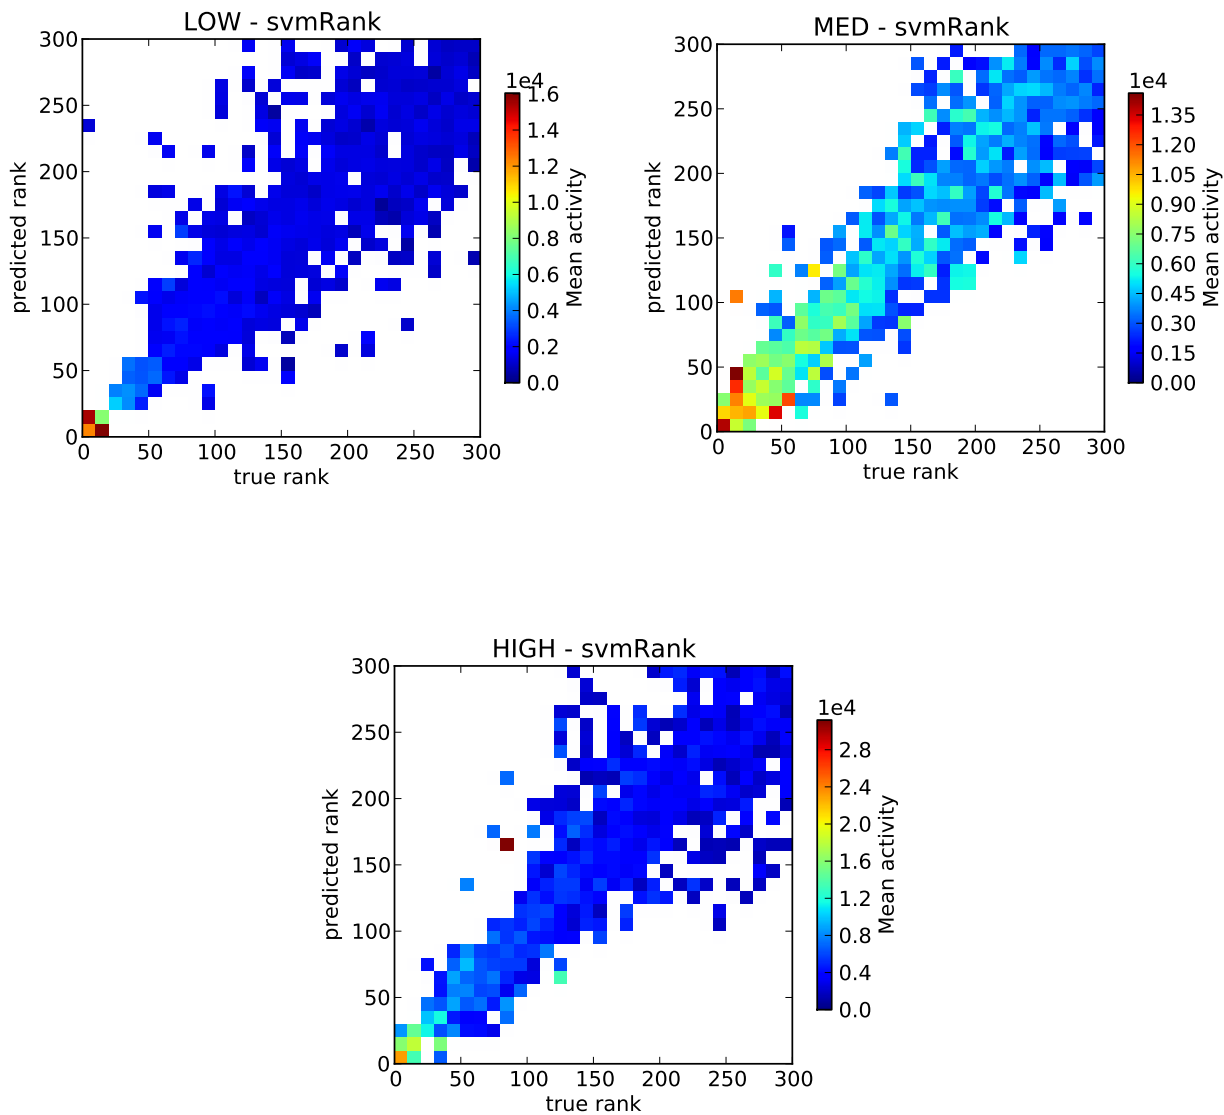 LOW - svmRank
300
250
200
150
100
50
0
0 50 100 150 200 250 300
predicted rank
true rank
1e4
1.6
1.4
1.2
1.0
0.8
0.6
0.4
0.2
0.0
Mean activity
MED - svmRank
300
250
200
150
100
50
0
0 50 100 150 200 250 300
predicted rank
true rank
1e4
1.35
1.20
1.05
0.90
0.75
0.60
0.45
0.30
0.15
0.00
Mean activity
HIGH - svmRank
300
250
200
150
100
50
0
0 50 100 150 200 250 300
predicted rank
true rank
1e4
2.8
2.4
2.0
1.6
1.2
0.8
0.4
0.0
Mean activity